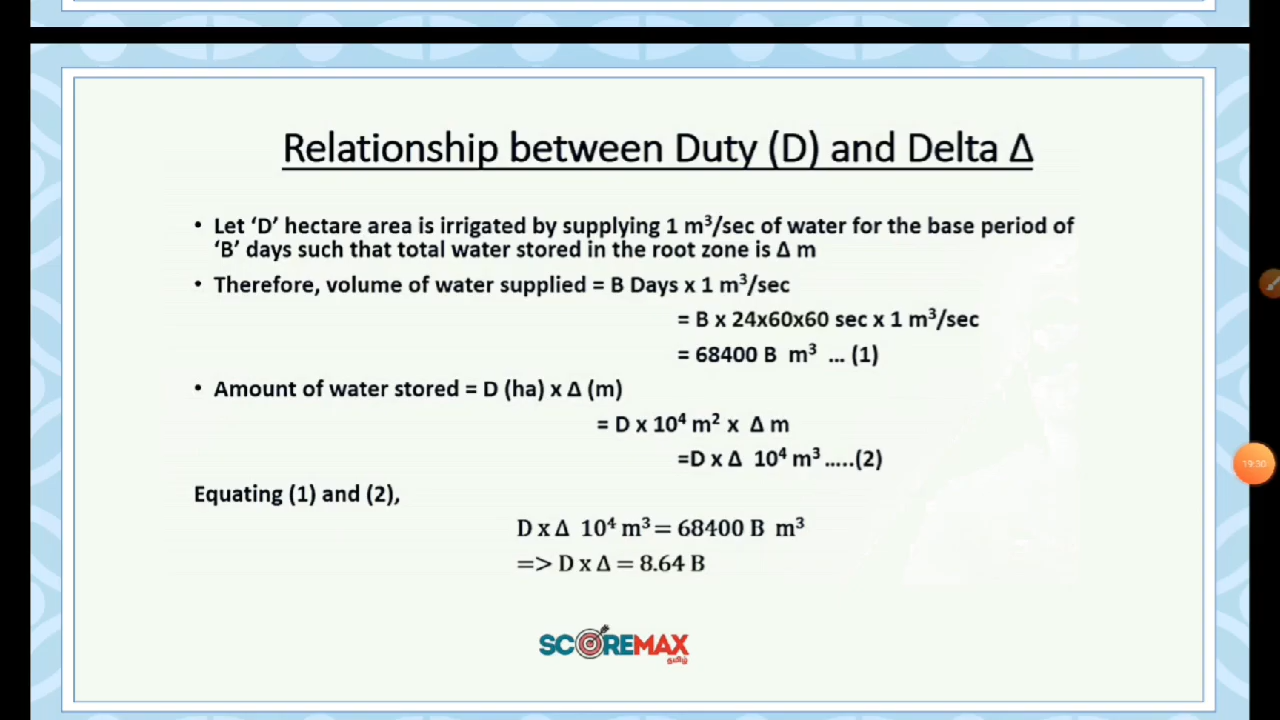 Relationship between Duty (D) and Delta Δ
• Let ‘D’ hectare area is irrigated by supplying 1 m³/sec of water for the base period of
‘B’ days such that total water stored in the root zone is Δ m
• Therefore, volume of water supplied = B Days x 1 m³/sec
= B x 24x60x60 sec x 1 m³/sec
= 68400 B m³ ... (1)
• Amount of water stored = D (ha) x Δ (m)
= D x 10⁴ m² x Δ m
=D x Δ 10⁴ m³ .....(2)
19:30
Equating (1) and (2),
D x Δ 10⁴ m³ = 68400 B m³
=> D x Δ = 8.64 B
SCOREMAX
தமிழ்